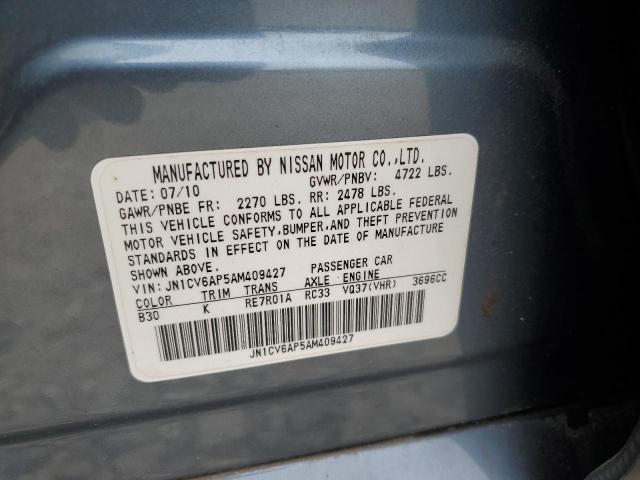 MANUFACTURED BY NISSAN MOTOR CO.,LTD.
DATE: 07/10 GVWR/PNBV: 4722 LBS.
GAWR/PNBE FR: 2270 LBS. RR: 2478 LBS.
THIS VEHICLE CONFORMS TO ALL APPLICABLE FEDERAL
MOTOR VEHICLE SAFETY,BUMPER,AND THEFT PREVENTION
STANDARDS IN EFFECT ON THE DATE OF MANUFACTURE
SHOWN ABOVE.
VIN: JN1CV6AP5AM409427 PASSENGER CAR
COLOR TRIM TRANS AXLE ENGINE
B30 K RE7R01A RC33 VQ37(VHR) 3696CC
JN1CV6AP5AM409427